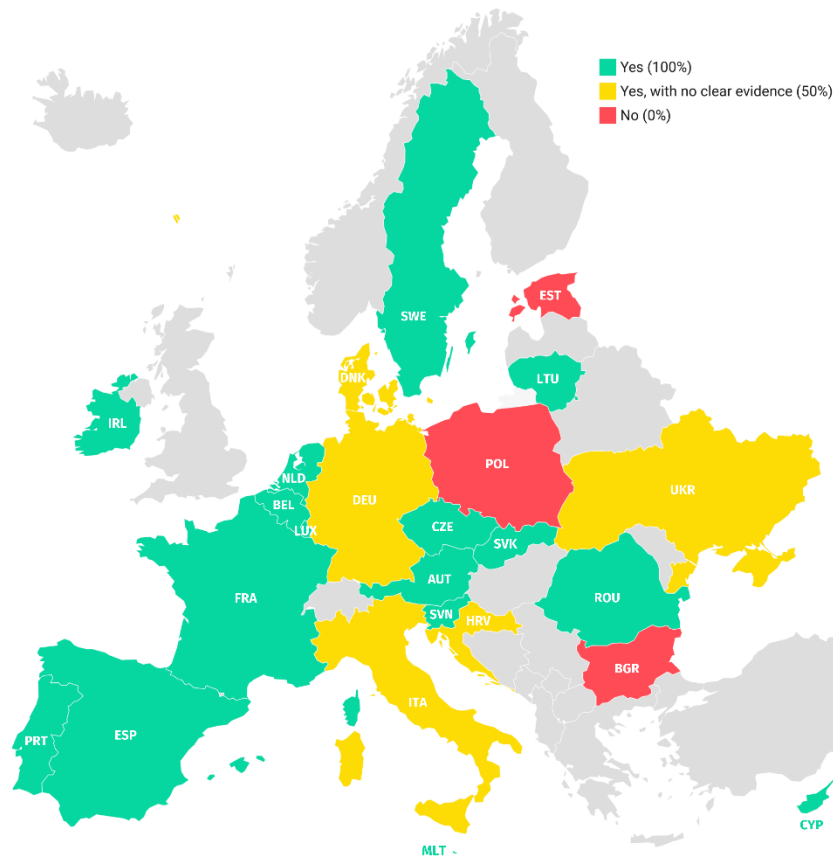 Yes (100%)
Yes, with no clear evidence (50%)
No (0%)
EST
SWE
DNK
LTU
IRL
POL
NLD
UKR
DEU
BEL
CZE
LUX
SVK
AUT
FRA
ROU
SVN
HRV
BGR
ITA
ESP
PRT
CYP
MLT